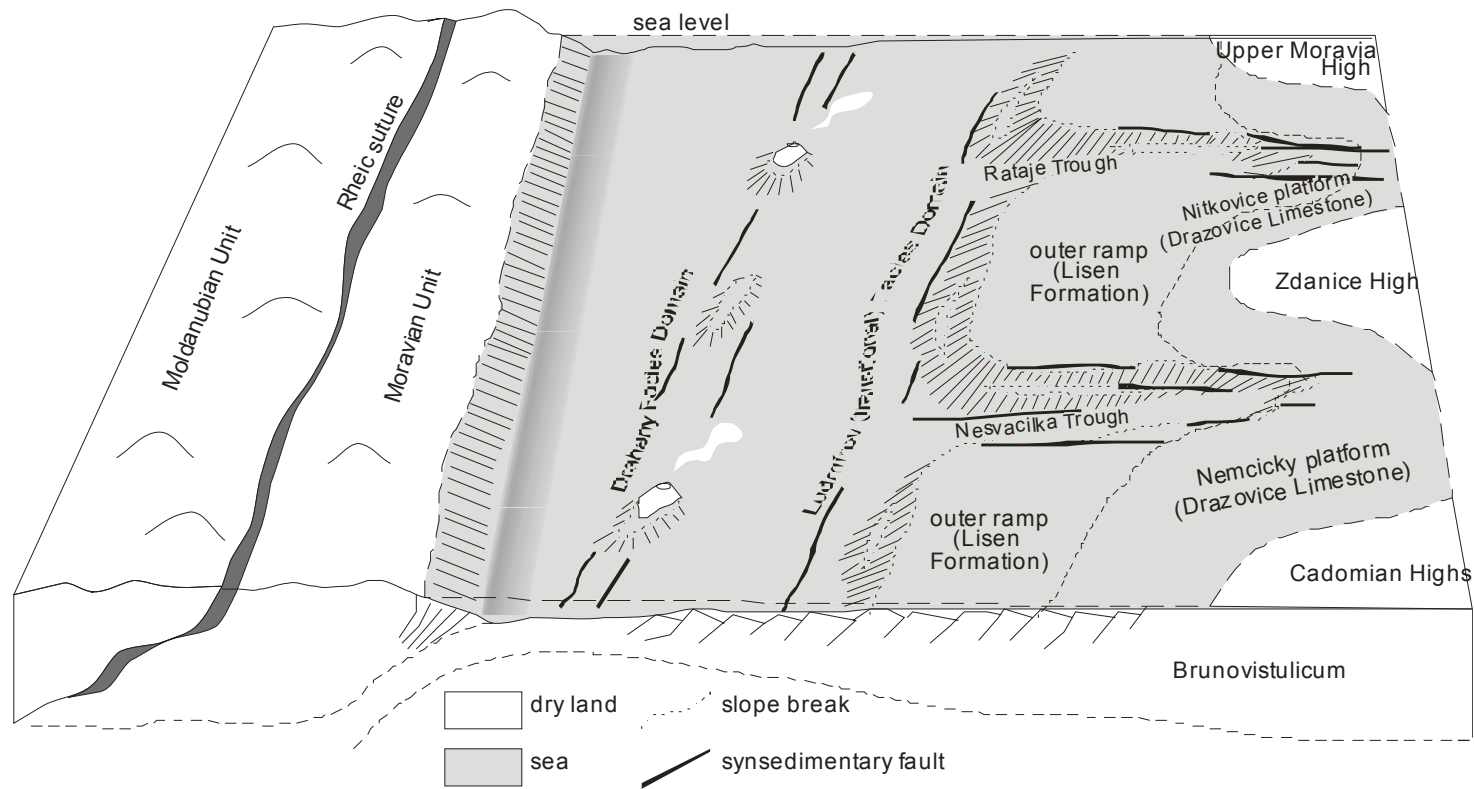 sea level
Upper Moravia
High
Rheic suture
Rataje Trough
Nitkovice platform
(Drazovice Limestone)
Moldanubian Unit
Moravian Unit
outer ramp
(Lisen
Formation)
Zdanice High
Drahany Facies Domain
Facies Domain
Nesvacilka Trough
Nemcicky platform
(Drazovice Limestone)
outer ramp
(Lisen
Formation)
Cadomian Highs
Brunovistulicum
dry land
slope break
sea
synsedimentary fault